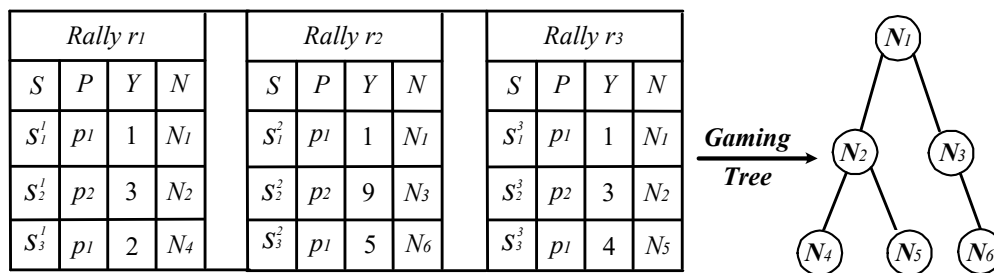 Rally r1 Rally r2 Rally r3
S P Y N S P Y N S P Y N
S₁¹ p1 1 N1 S₁² p1 1 N1 S₁³ p1 1 N1
S₂¹ p2 3 N2 S₂² p2 9 N3 S₂³ p2 3 N2
S₃¹ p1 2 N4 S₃² p1 5 N6 S₃³ p1 4 N5
Gaming
Tree
N1
N2 N3
N4 N5 N6